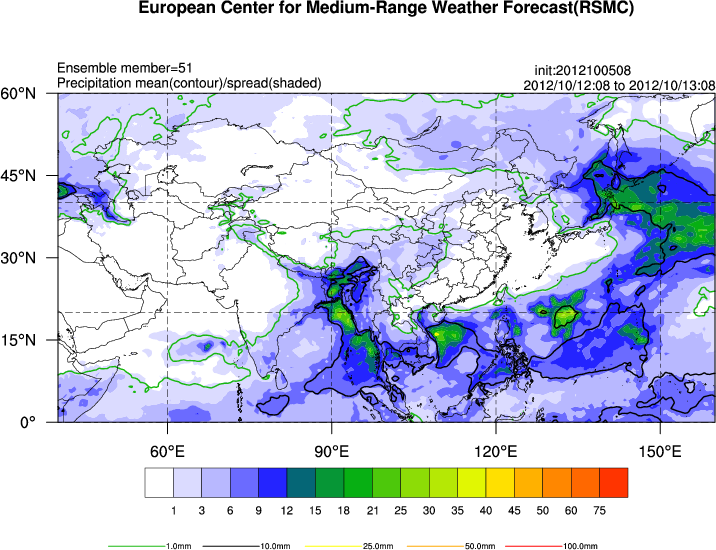 European Center for Medium-Range Weather Forecast(RSMC)
Ensemble member=51
init:2012100508
Precipitation mean(contour)/spread(shaded)
2012/10/12:08 to 2012/10/13:08
60°N
45°N
30°N
15°N
0°
60°E 90°E 120°E 150°E
1 3 6 9 12 15 18 21 25 30 35 40 45 50 60 75
1.0mm 10.0mm 25.0mm 50.0mm 100.0mm